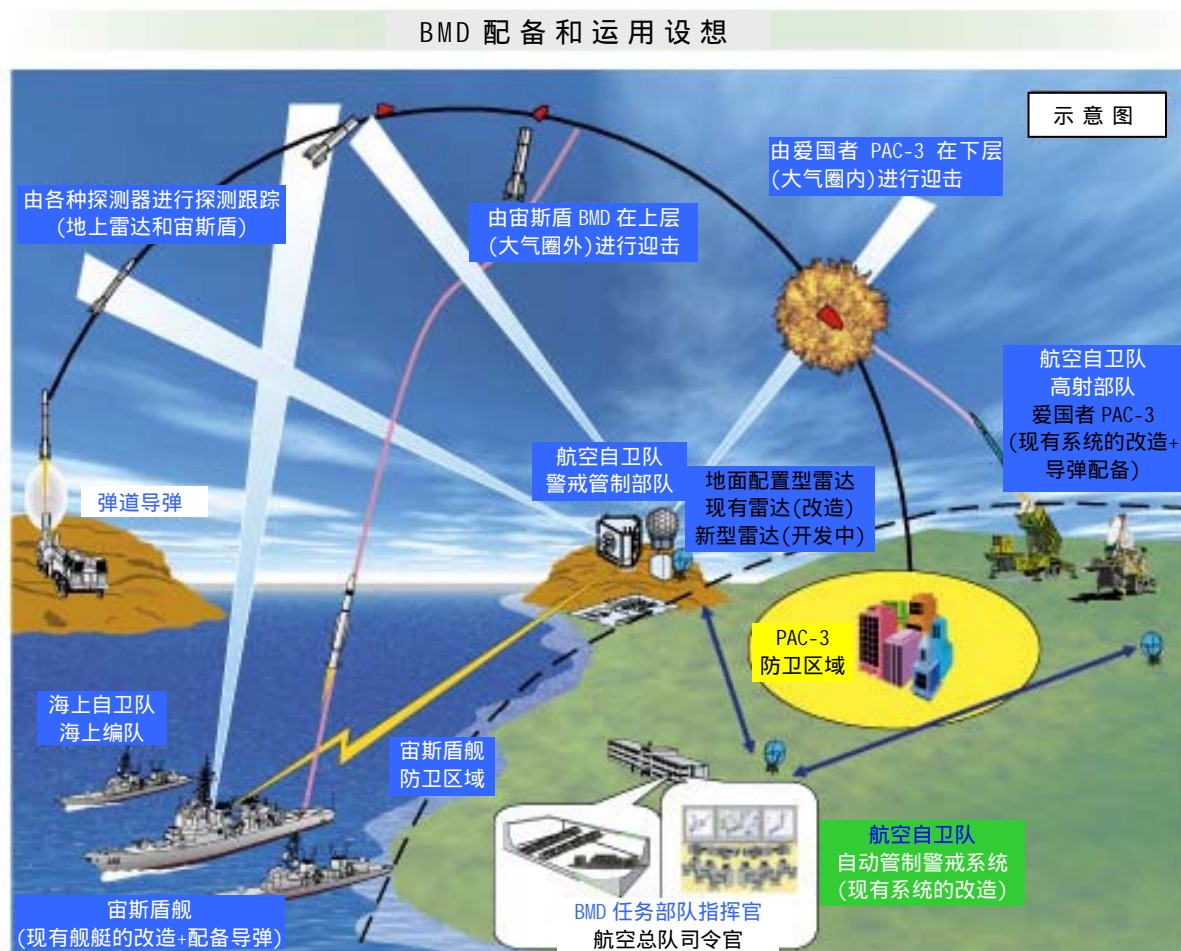 BMD 配备和运用设想
示意图
由爱国者 PAC-3 在下层
(大气圈内)进行迎击
由各种探测器进行探测跟踪
(地上雷达和宙斯盾)
由宙斯盾 BMD 在上层
(大气圈外)进行迎击
航空自卫队
高射部队
爱国者 PAC-3
(现有系统的改造+
导弹配备)
航空自卫队
警戒管制部队
地面配置型雷达
现有雷达(改造)
新型雷达(开发中)
弹道导弹
PAC-3
防卫区域
海上自卫队
海上编队
宙斯盾舰
防卫区域
航空自卫队
自动管制警戒系统
(现有系统的改造)
宙斯盾舰
(现有舰艇的改造+配备导弹)
BMD 任务部队指挥官
航空总队司令官